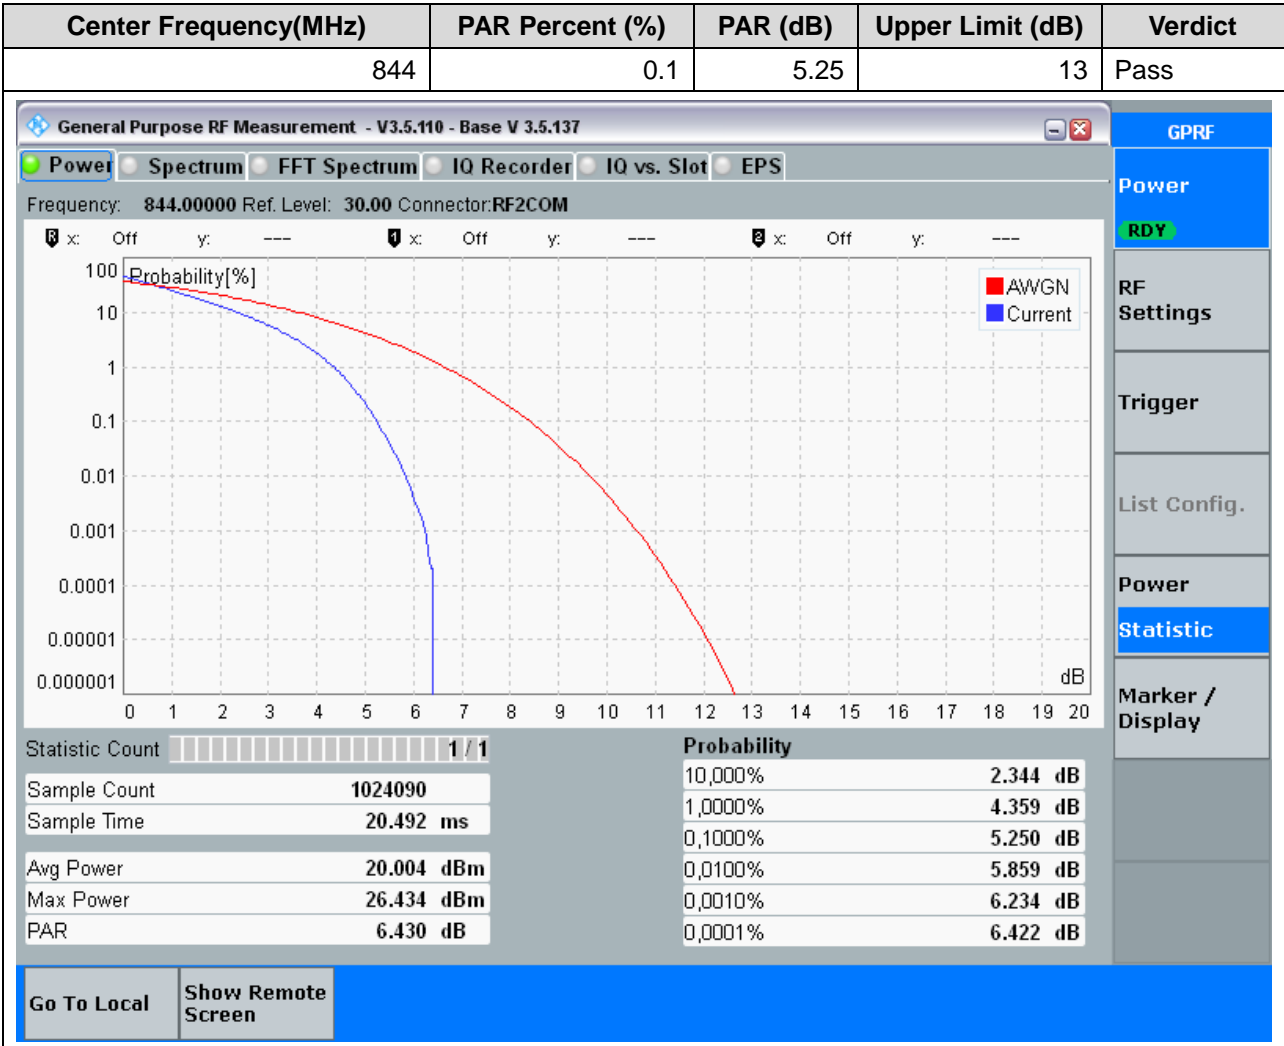 Center Frequency(MHz) PAR Percent (%) PAR (dB) Upper Limit (dB) Verdict
844 0.1 5.25 13 Pass
General Purpose RF Measurement - V3.5.110 - Base V 3.5.137
GPRF
Power Spectrum FFT Spectrum IQ Recorder IQ vs. Slot EPS
Frequency: 844.00000 Ref. Level: 30.00 Connector:RF2COM
R x: Off y: --- 1 x: Off y: --- 2 x: Off y: ---
Probability[%]
AWGN
Current
100
10
1
0.1
0.01
0.001
0.0001
0.00001
0.000001
dB
0 1 2 3 4 5 6 7 8 9 10 11 12 13 14 15 16 17 18 19 20
Statistic Count 1 / 1
Sample Count 1024090
Sample Time 20.492 ms
Avg Power 20.004 dBm
Max Power 26.434 dBm
PAR 6.430 dB
Probability
10,000% 2.344 dB
1,0000% 4.359 dB
0,1000% 5.250 dB
0,0100% 5.859 dB
0,0010% 6.234 dB
0,0001% 6.422 dB
Power
RDY
RF
Settings
Trigger
List Config.
Power
Statistic
Marker /
Display
Go To Local
Show Remote
Screen